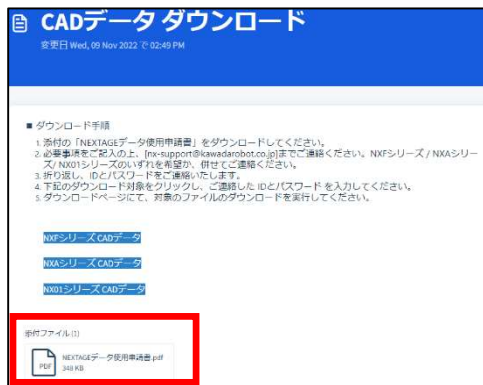 CADデータ ダウンロード
変更日 Wed, 09 Nov 2022 で 02:49 PM
■ ダウンロード手順
1. 添付の「NEXTAGEデータ使用申請書」をダウンロードしてください。
2. 必要事項をご記入の上、[nx-support@kawadarobot.co.jp]までご連絡ください。NXFシリーズ / NXAシリー
ズ/ NX01シリーズのいずれを希望か、併せてご連絡ください。
3. 折り返し、IDとパスワードをご連絡いたします。
4. 下記のダウンロード対象をクリックし、ご連絡した IDとパスワード を入力してください。
5. ダウンロードページにて、対象のファイルのダウンロードを実行してください。
NXFシリーズ CADデータ
NXAシリーズ CADデータ
NX01シリーズ CADデータ
添付ファイル (1)
PDF
NEXTAGEデータ使用申請書.pdf
348 KB